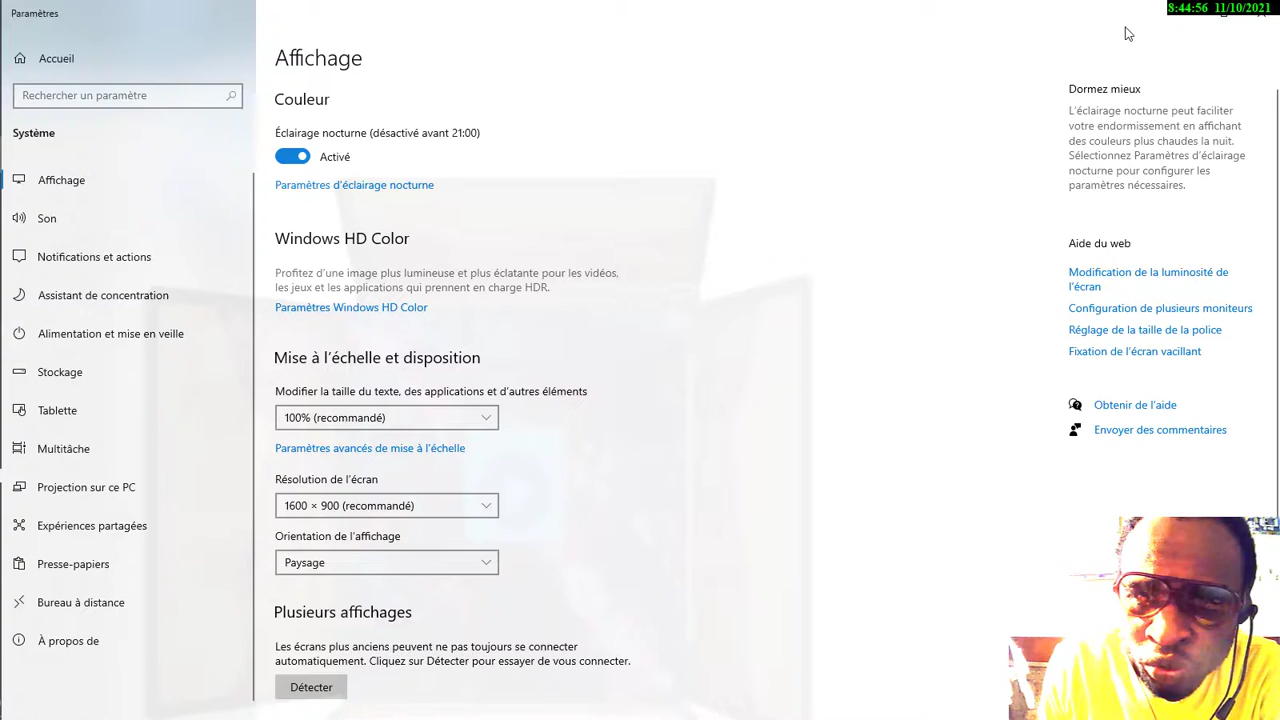 Paramètres
8:44:56 11/10/2021
Accueil
Rechercher un paramètre
Système
Affichage
Son
Notifications et actions
Assistant de concentration
Alimentation et mise en veille
Stockage
Tablette
Multitâche
Projection sur ce PC
Expériences partagées
Presse-papiers
Bureau à distance
À propos de
Affichage
Couleur
Éclairage nocturne (désactivé avant 21:00)
Activé
Paramètres d'éclairage nocturne
Windows HD Color
Profitez d'une image plus lumineuse et plus éclatante pour les vidéos,
les jeux et les applications qui prennent en charge HDR.
Paramètres Windows HD Color
Mise à l'échelle et disposition
Modifier la taille du texte, des applications et d'autres éléments
100% (recommandé)
Paramètres avancés de mise à l'échelle
Résolution de l'écran
1600 × 900 (recommandé)
Orientation de l'affichage
Paysage
Plusieurs affichages
Les écrans plus anciens peuvent ne pas toujours se connecter
automatiquement. Cliquez sur Détecter pour essayer de vous connecter.
Détecter
Dormez mieux
L'éclairage nocturne peut faciliter
votre endormissement en affichant
des couleurs plus chaudes la nuit.
Sélectionnez Paramètres d'éclairage
nocturne pour configurer les
paramètres nécessaires.
Aide du web
Modification de la luminosité de
l'écran
Configuration de plusieurs moniteurs
Réglage de la taille de la police
Fixation de l'écran vacillant
Obtenir de l'aide
Envoyer des commentaires